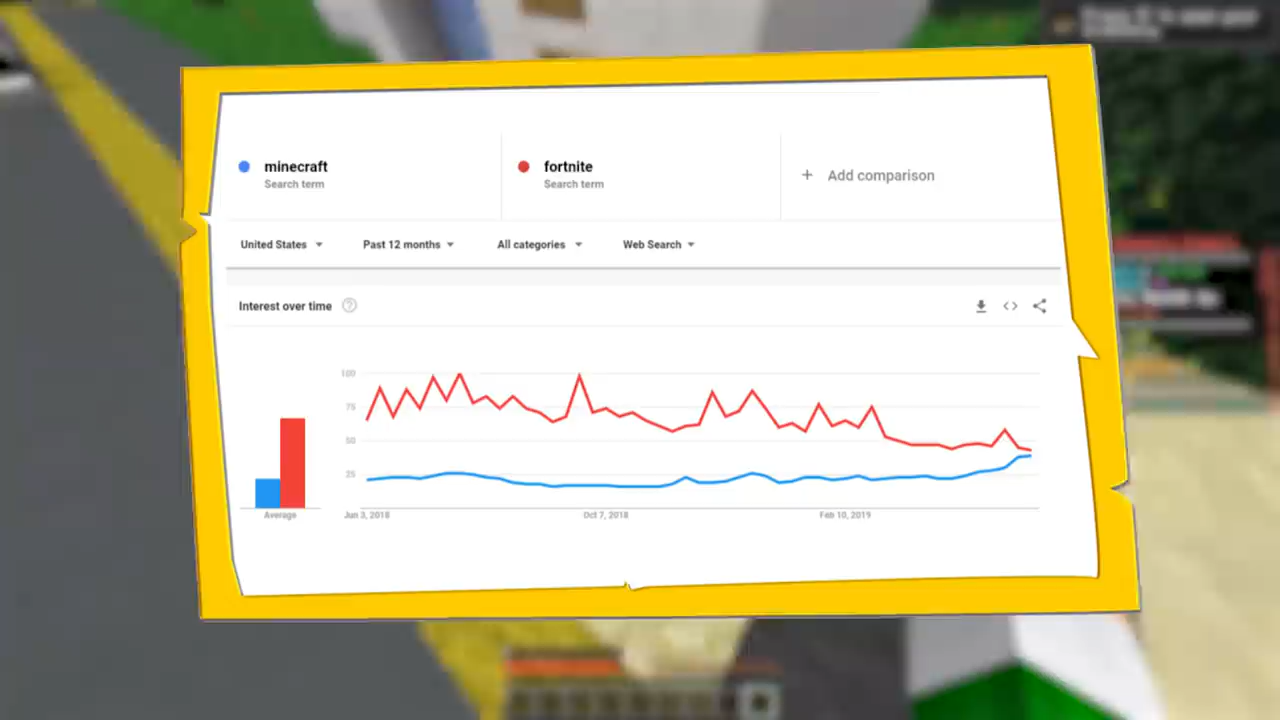 minecraft
Search term
fortnite
Search term
+ Add comparison
United States
Past 12 months
All categories
Web Search
Interest over time
?
100
75
50
25
Average
Jun 3, 2018
Oct 7, 2018
Feb 10, 2019